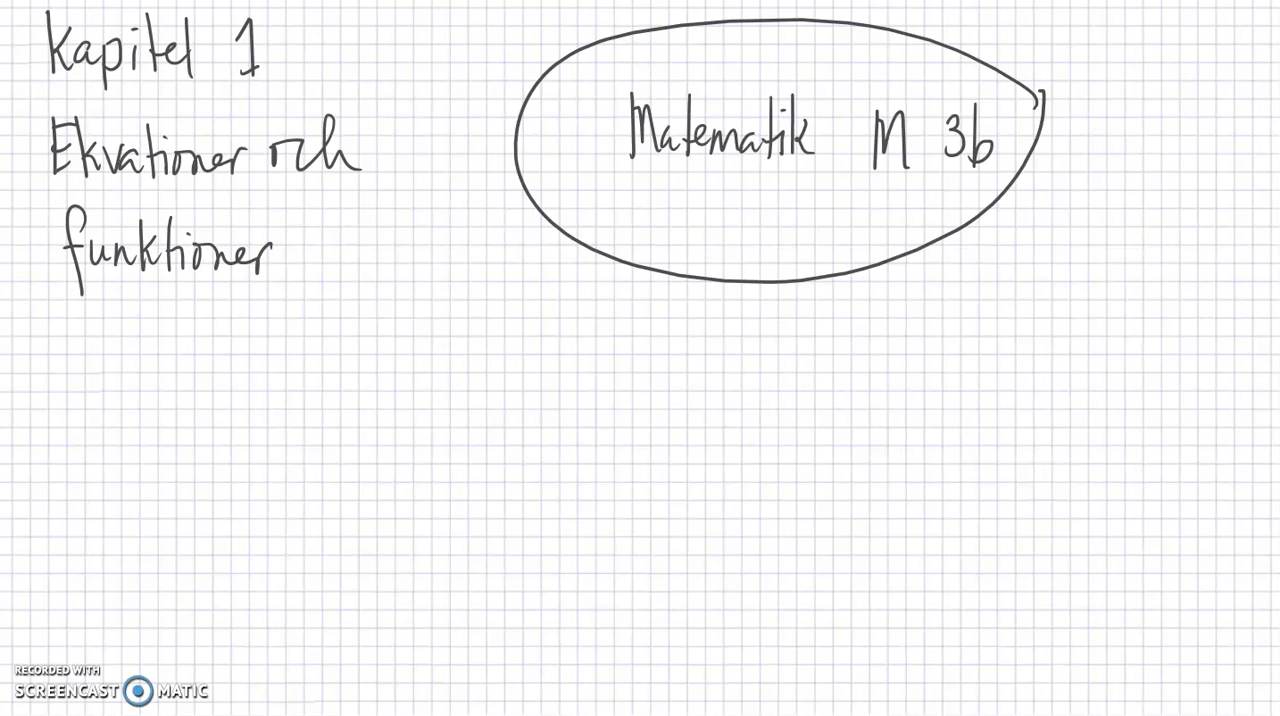 Kapitel 1
Ekvationer och
funktioner
Matematik M 3b
RECORDED WITH
SCREENCAST MATIC